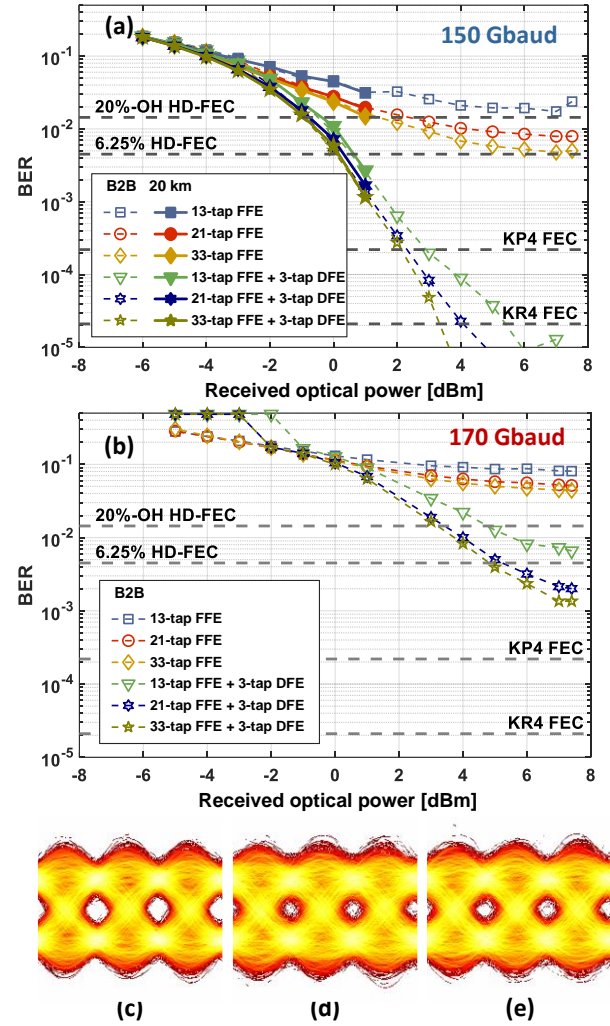 (a)
150 Gbaud
10^-1
20%-OH HD-FEC
10^-2
6.25% HD-FEC
BER
10^-3
B2B 20 km
13-tap FFE
21-tap FFE
33-tap FFE
13-tap FFE + 3-tap DFE
21-tap FFE + 3-tap DFE
33-tap FFE + 3-tap DFE
KP4 FEC
10^-4
KR4 FEC
10^-5
-8 -6 -4 -2 0 2 4 6 8
Received optical power [dBm]
(b)
170 Gbaud
10^-1
20%-OH HD-FEC
10^-2
6.25% HD-FEC
BER
10^-3
B2B
13-tap FFE
21-tap FFE
33-tap FFE
13-tap FFE + 3-tap DFE
21-tap FFE + 3-tap DFE
33-tap FFE + 3-tap DFE
KP4 FEC
10^-4
KR4 FEC
10^-5
-8 -6 -4 -2 0 2 4 6 8
Received optical power [dBm]
(c) (d) (e)